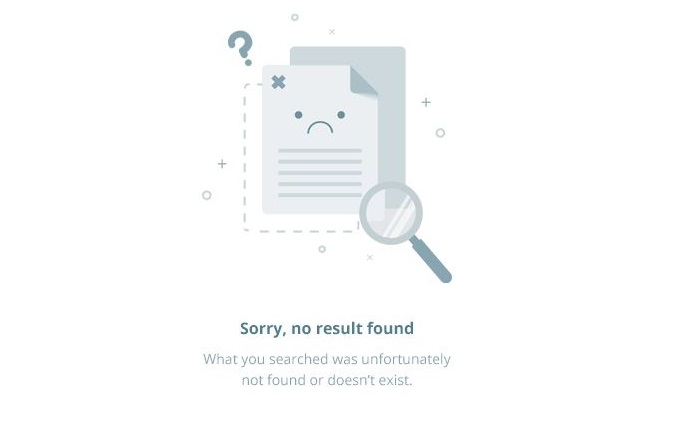 ?
Sorry, no result found
What you searched was unfortunately
not found or doesn't exist.